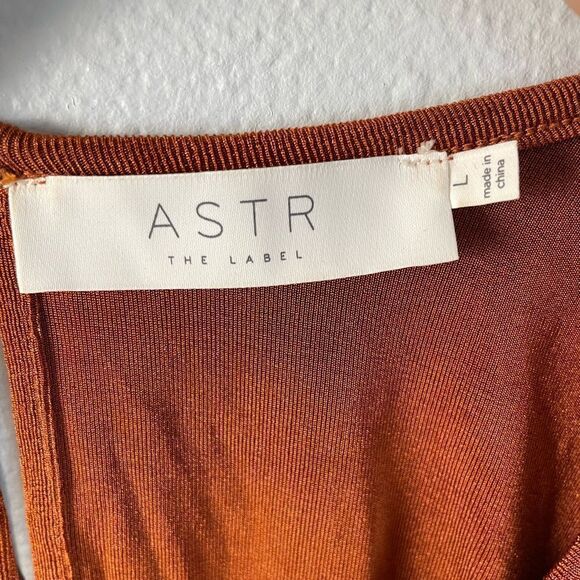 ASTR
THE LABEL
L
made in
china